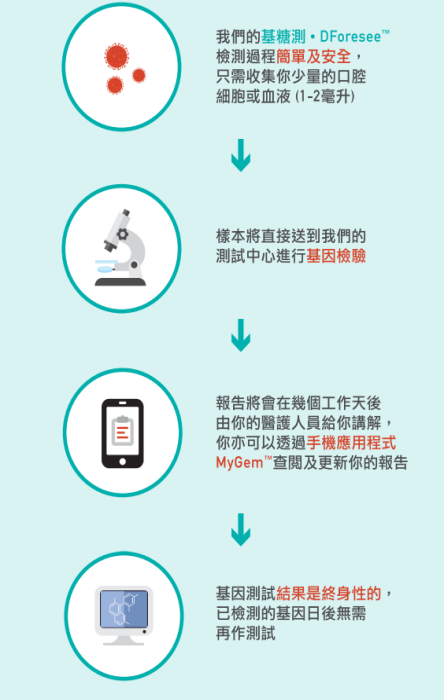 我們的基糖測•DForesee™
檢測過程簡單及安全，
只需收集你少量的口腔
細胞或血液 (1-2毫升)
樣本將直接送到我們的
測試中心進行基因檢驗
報告將會在幾個工作天後
由你的醫護人員給你講解，
你亦可以透過手機應用程式
MyGem™查閱及更新你的報告
基因測試結果是終身性的，
已檢測的基因日後無需
再作測試